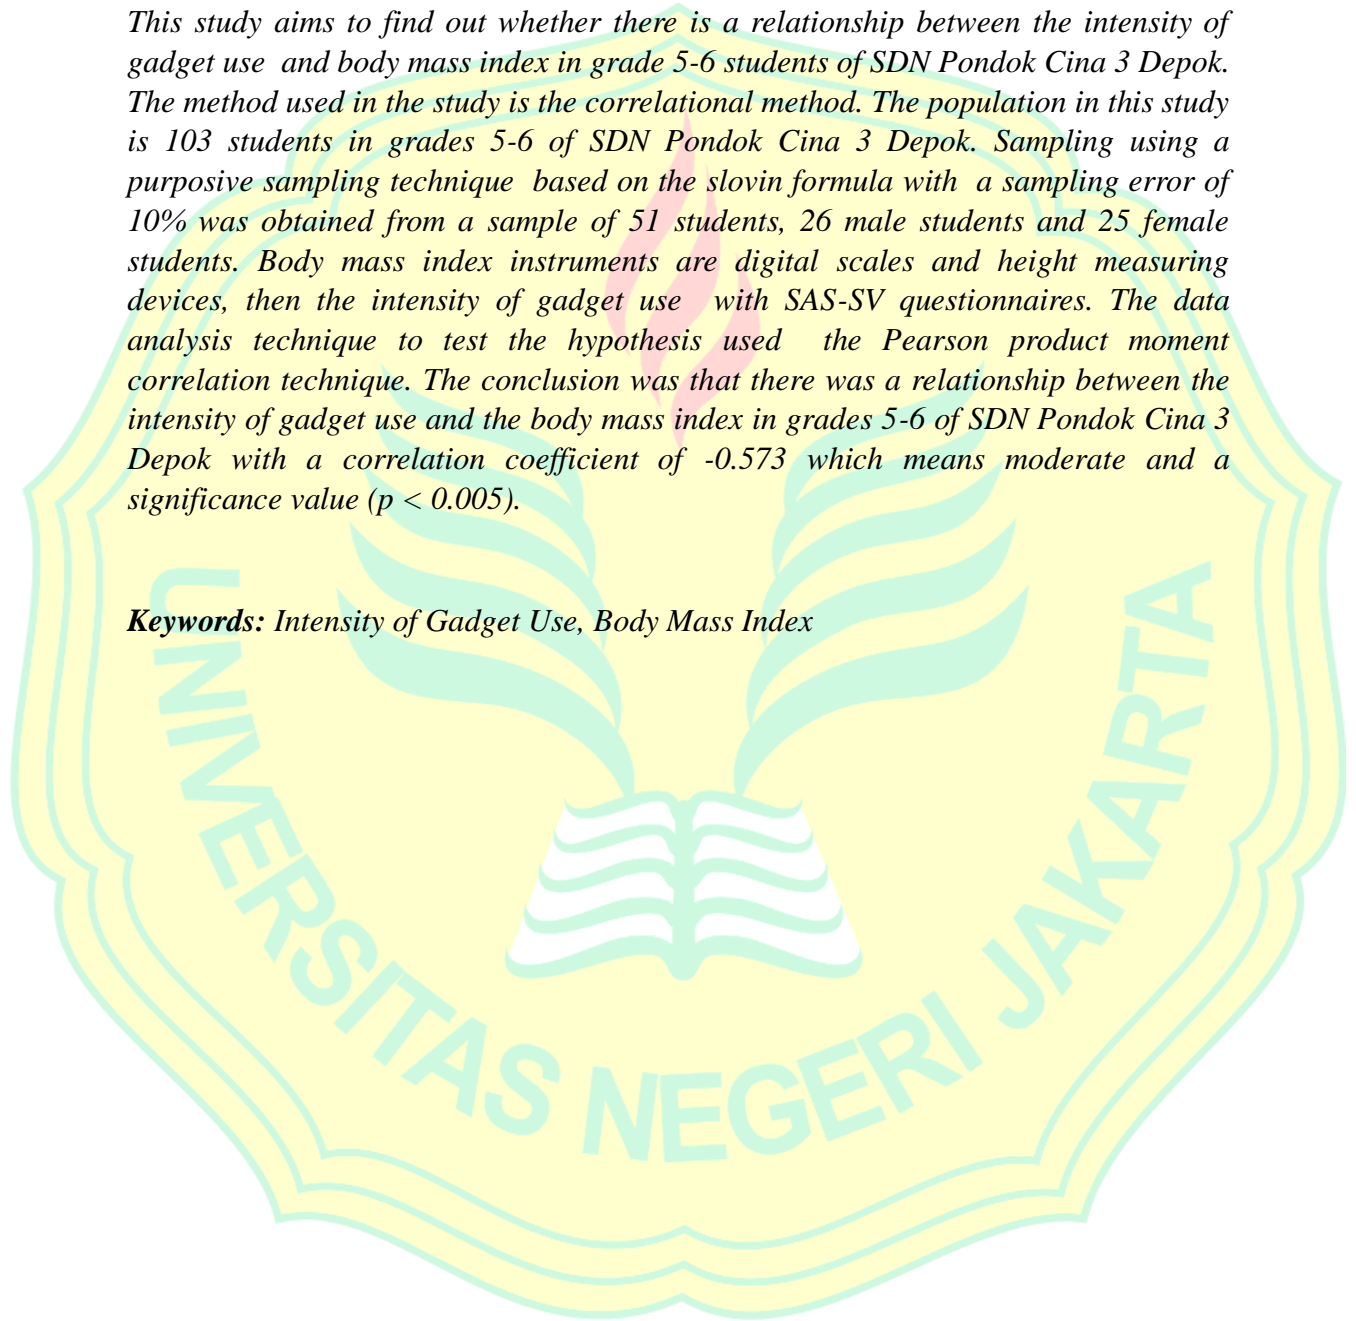 This study aims to find out whether there is a relationship between the intensity of
gadget use and body mass index in grade 5-6 students of SDN Pondok Cina 3 Depok.
The method used in the study is the correlational method. The population in this study
is 103 students in grades 5-6 of SDN Pondok Cina 3 Depok. Sampling using a
purposive sampling technique based on the slovin formula with a sampling error of
10% was obtained from a sample of 51 students, 26 male students and 25 female
students. Body mass index instruments are digital scales and height measuring
devices, then the intensity of gadget use with SAS-SV questionnaires. The data
analysis technique to test the hypothesis used the Pearson product moment
correlation technique. The conclusion was that there was a relationship between the
intensity of gadget use and the body mass index in grades 5-6 of SDN Pondok Cina 3
Depok with a correlation coefficient of -0.573 which means moderate and a
significance value (p < 0.005).
Keywords: Intensity of Gadget Use, Body Mass Index
UNIVERSITAS NEGERI JAKARTA